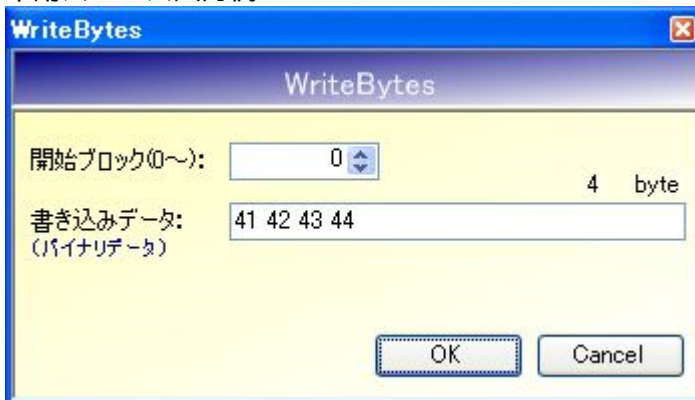 WriteBytes
WriteBytes
開始ブロック(0～):
0
4 byte
書き込みデータ:
41 42 43 44
(バイナリデータ)
OK
Cancel